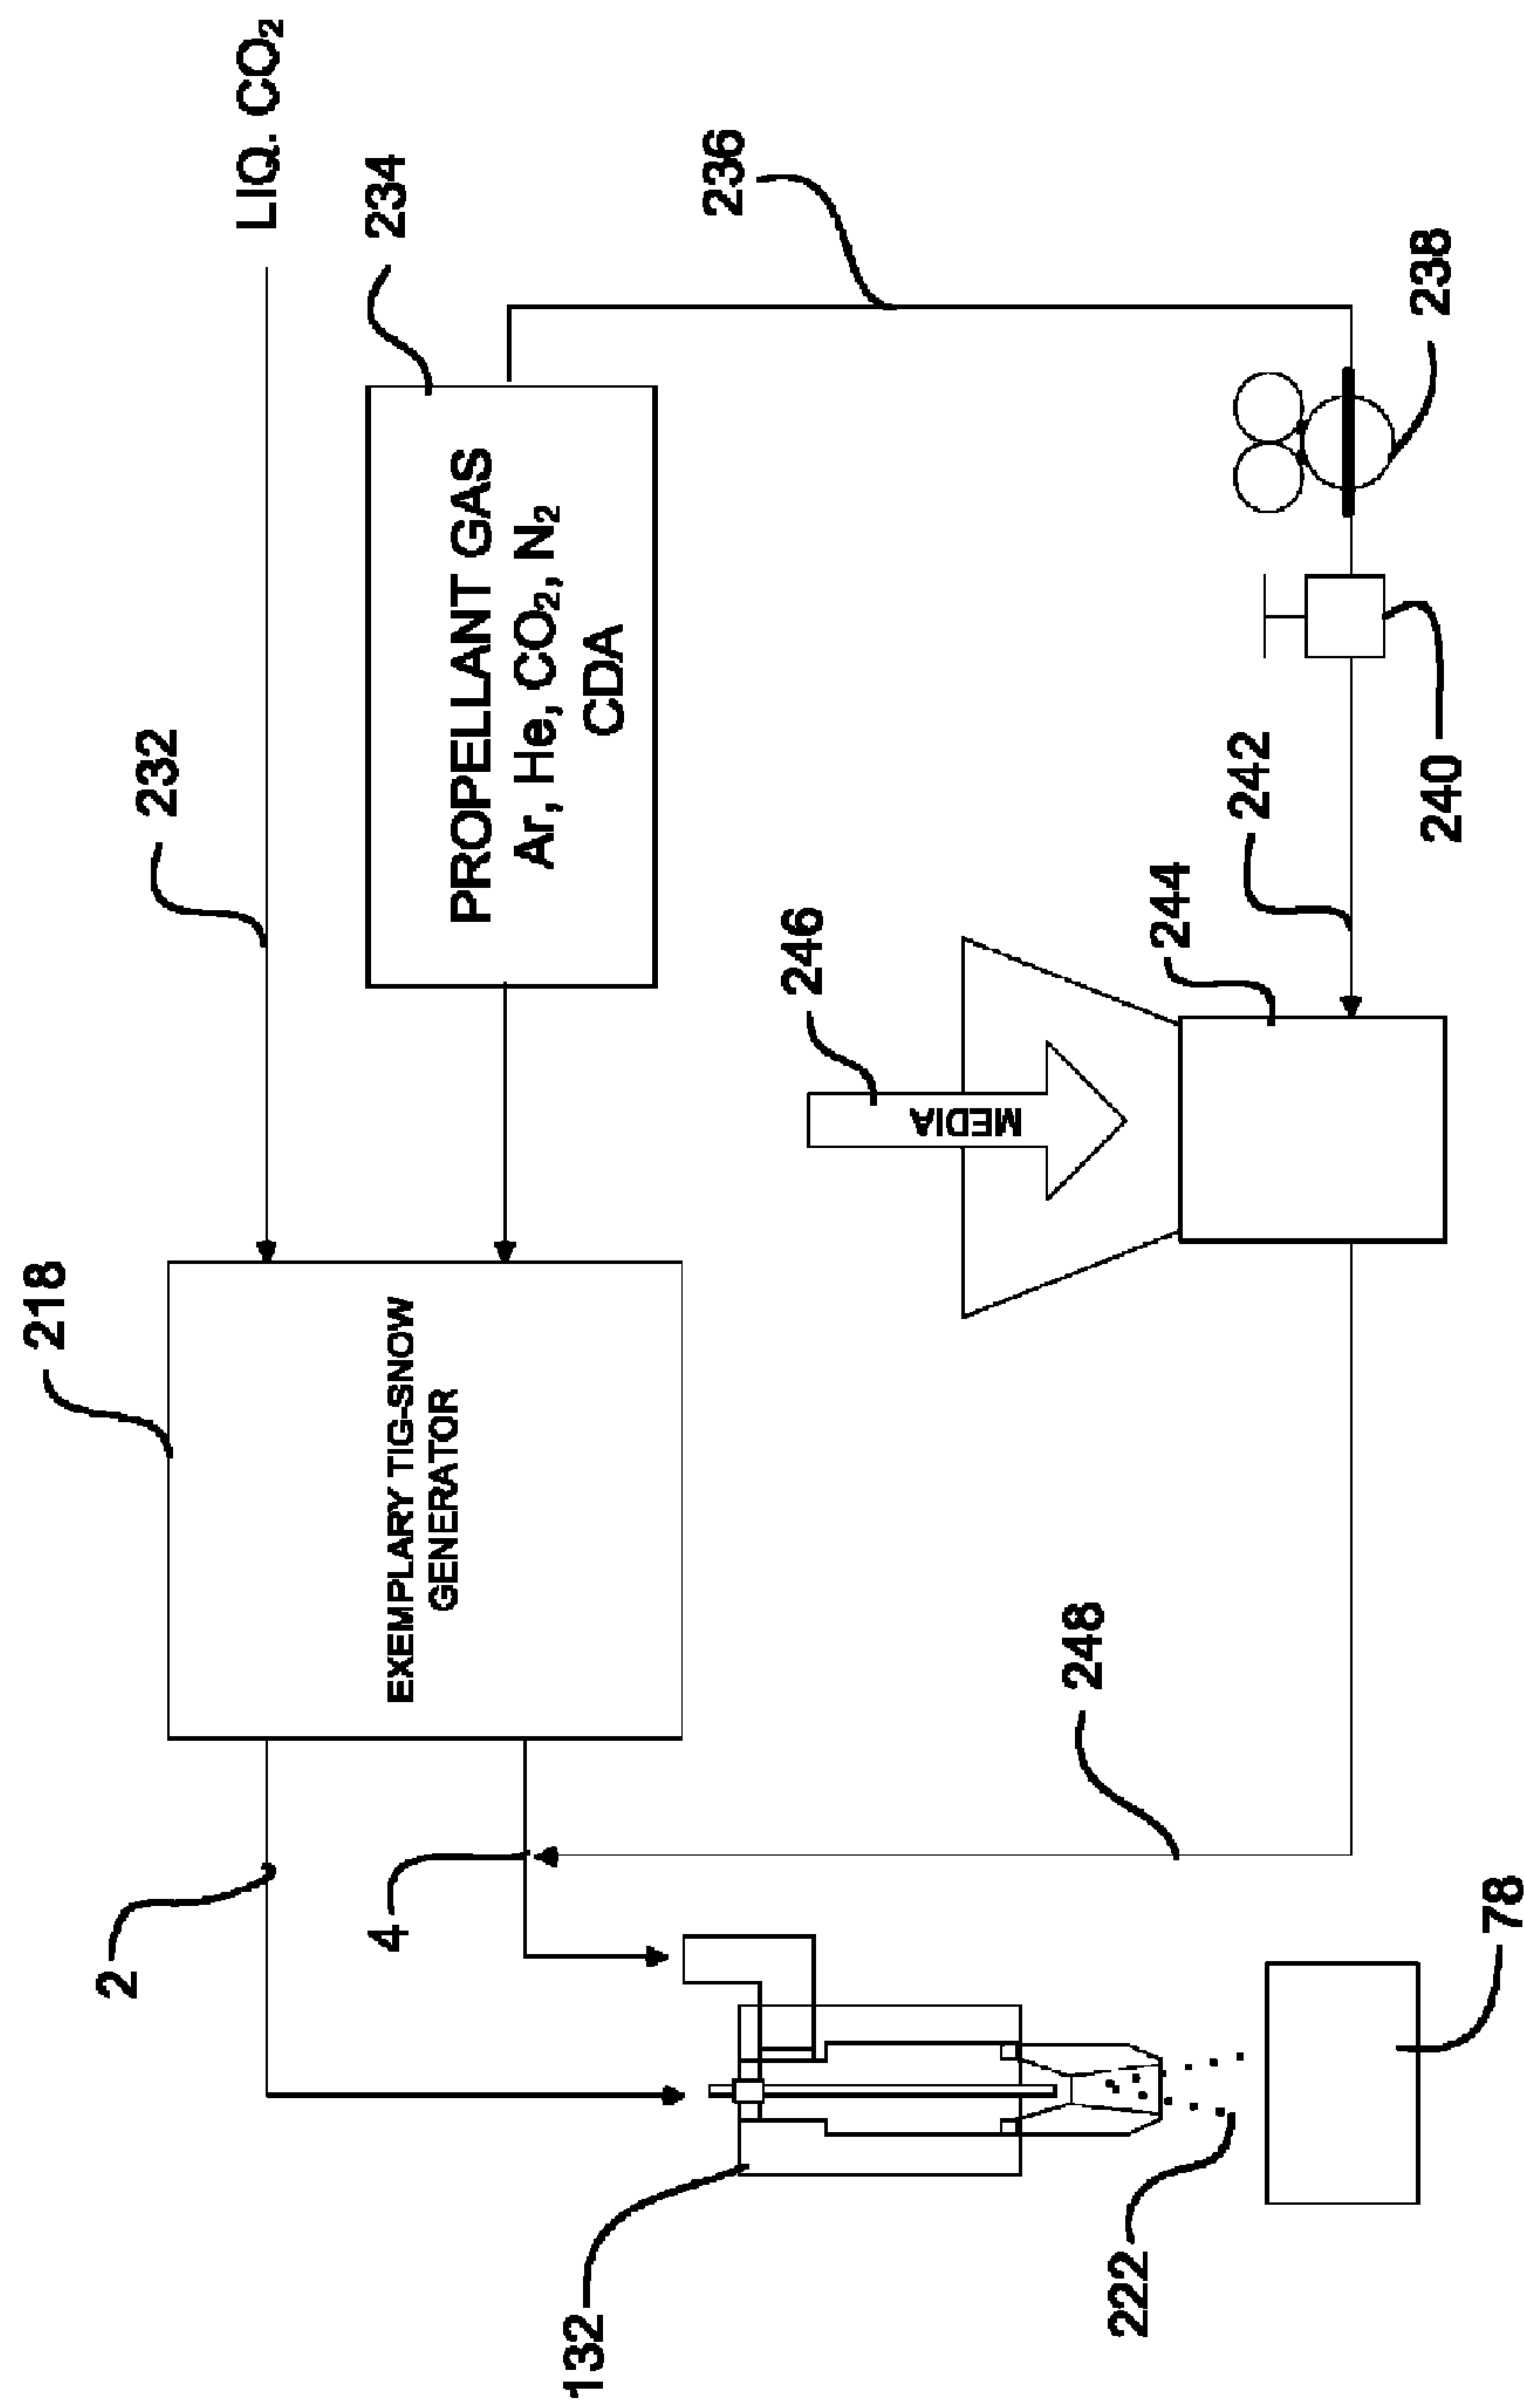 LIQ. CO₂
218
232
234
EXEMPLARY TIG-SNOW
GENERATOR
PROPELLANT GAS
Ar, He, CO₂, N₂
CDA
2
4
236
246
MEDIA
132
248
244
242
222
240
238
78